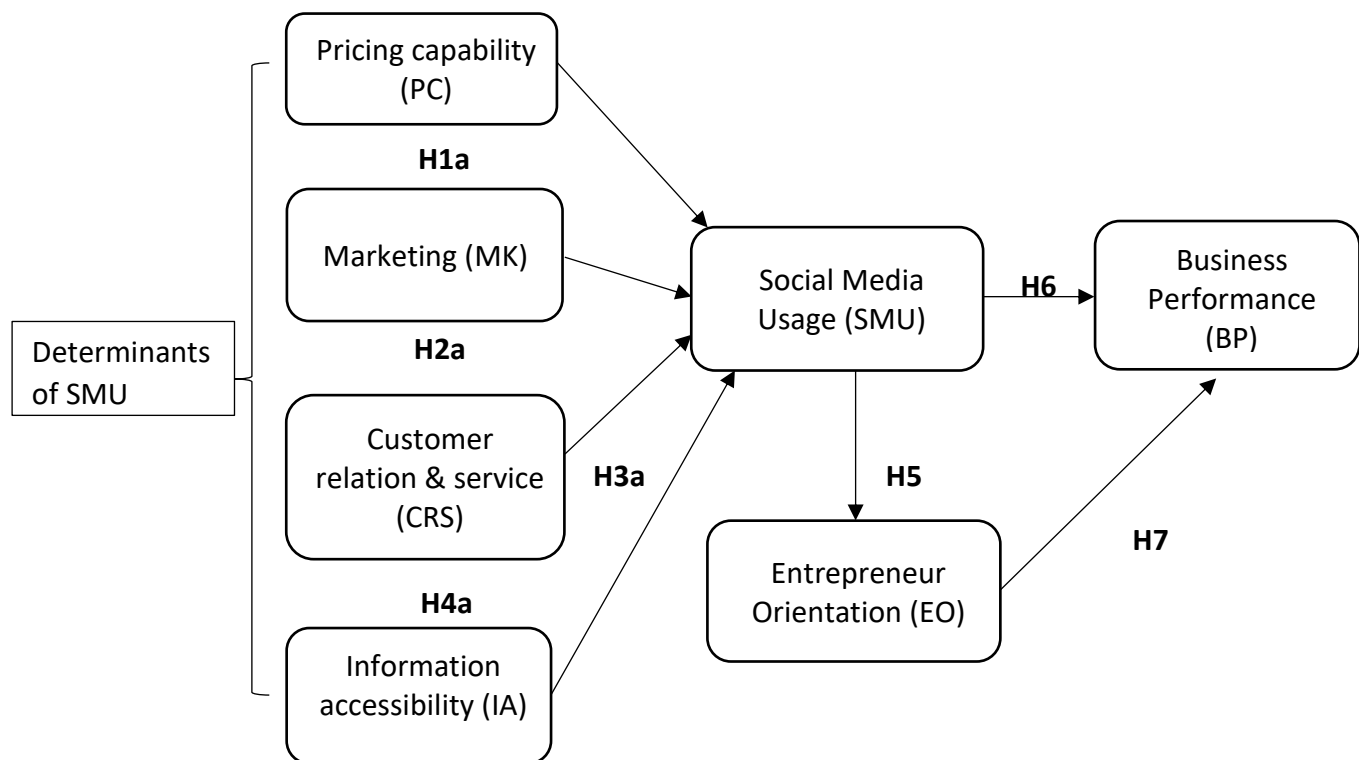 Pricing capability
(PC)
H1a
Marketing (MK)
H2a
Determinants
of SMU
Customer
relation & service
(CRS)
H3a
H4a
Information
accessibility (IA)
Social Media
Usage (SMU)
H6
Business
Performance
(BP)
H5
H7
Entrepreneur
Orientation (EO)